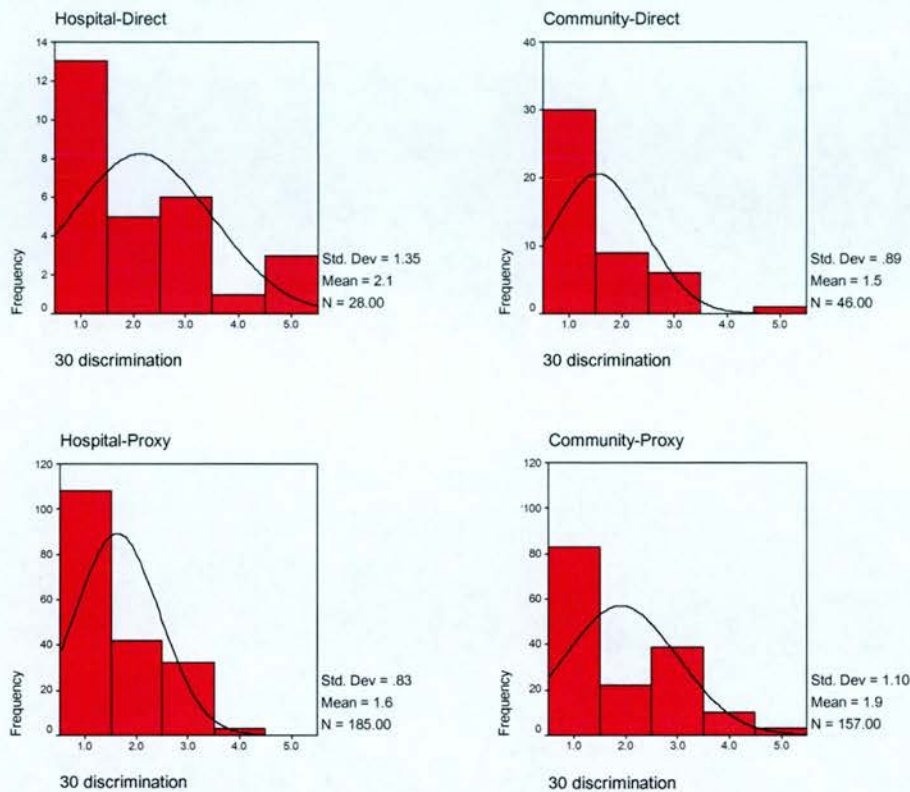 Hospital-Direct
14
12
10
8
6
4
2
0
Frequency
1.0 2.0 3.0 4.0 5.0
Std. Dev = 1.35
Mean = 2.1
N = 28.00
30 discrimination
Community-Direct
40
30
20
10
0
Frequency
1.0 2.0 3.0 4.0 5.0
Std. Dev = .89
Mean = 1.5
N = 46.00
30 discrimination
Hospital-Proxy
120
100
80
60
40
20
0
Frequency
1.0 2.0 3.0 4.0 5.0
Std. Dev = .83
Mean = 1.6
N = 185.00
30 discrimination
Community-Proxy
120
100
80
60
40
20
0
Frequency
1.0 2.0 3.0 4.0 5.0
Std. Dev = 1.10
Mean = 1.9
N = 157.00
30 discrimination